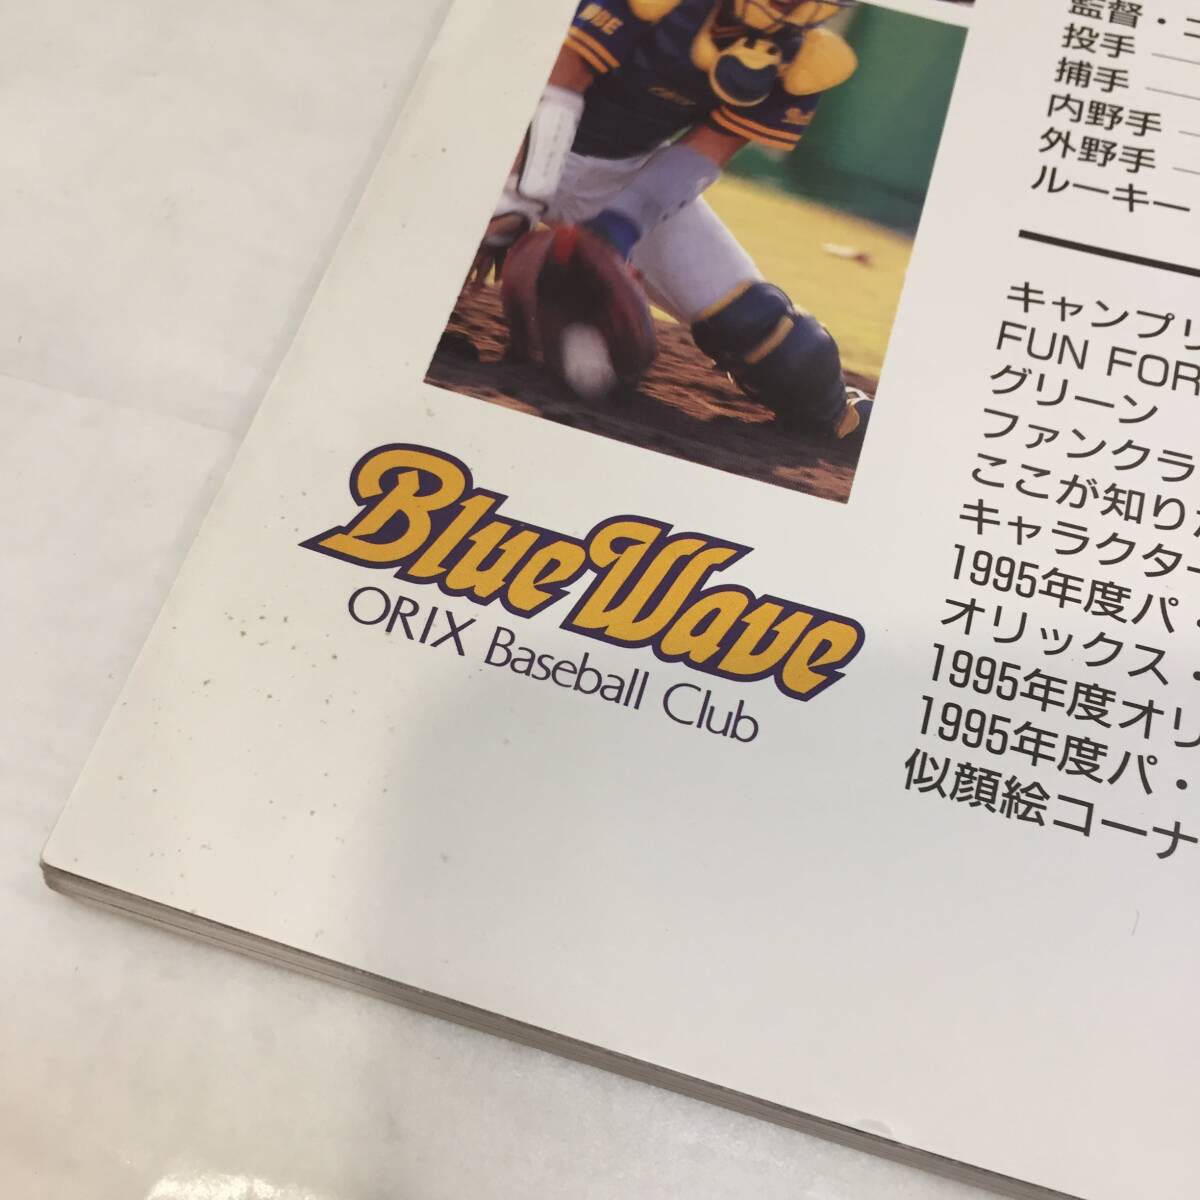 監督・コ
投手
捕手
内野手
外野手
ルーキー
キャンプリ
FUN FOR
グリーン
ファンクラ
ここが知りた
キャラクター
1995年度パ・
オリックス・
1995年度オリ
1995年度パ・
似顔絵コーナ
Blue Wave
ORIX Baseball Club